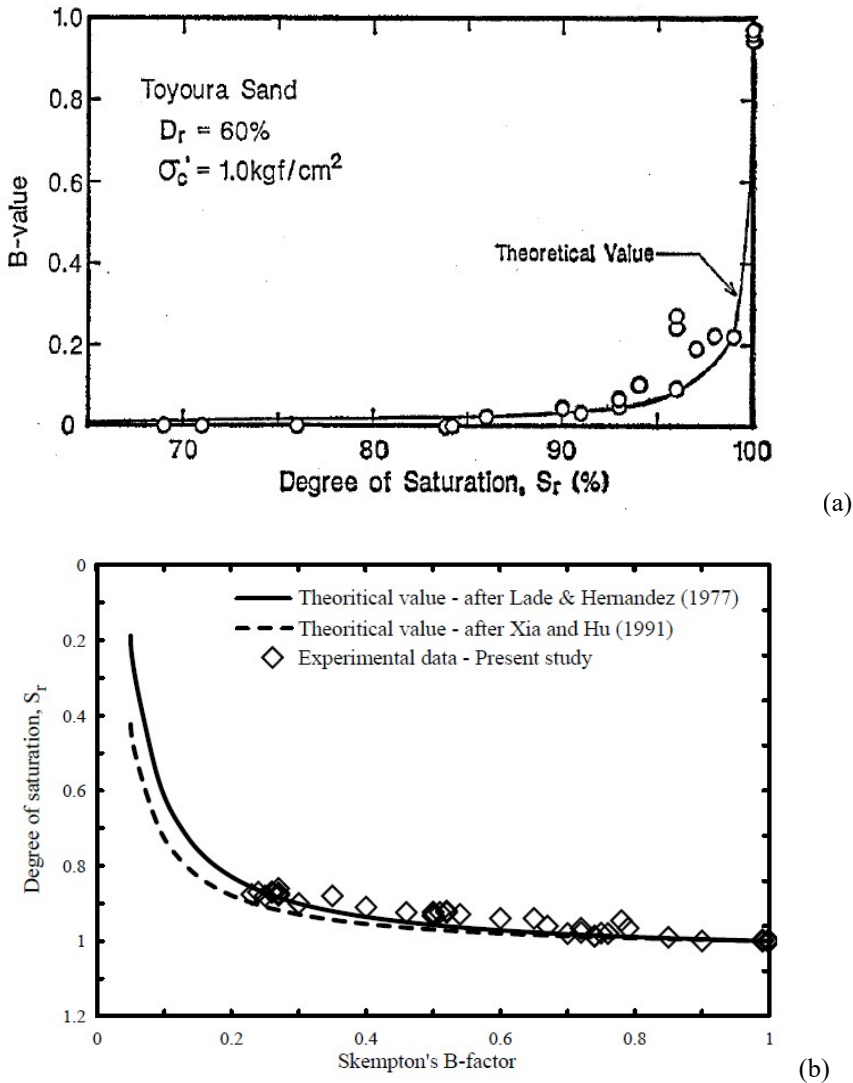 1.0
0.8
0.6
0.4
0.2
0
B-value
Toyoura Sand
Dr = 60%
σc' = 1.0kgf/cm²
Theoretical Value
70 80 90 100
Degree of Saturation, Sr (%)
(a)
0
0.2
0.4
0.6
0.8
1
1.2
Degree of saturation, Sr
Theoritical value - after Lade & Hernandez (1977)
Theoritical value - after Xia and Hu (1991)
Experimental data - Present study
0 0.2 0.4 0.6 0.8 1
Skempton's B-factor
(b)